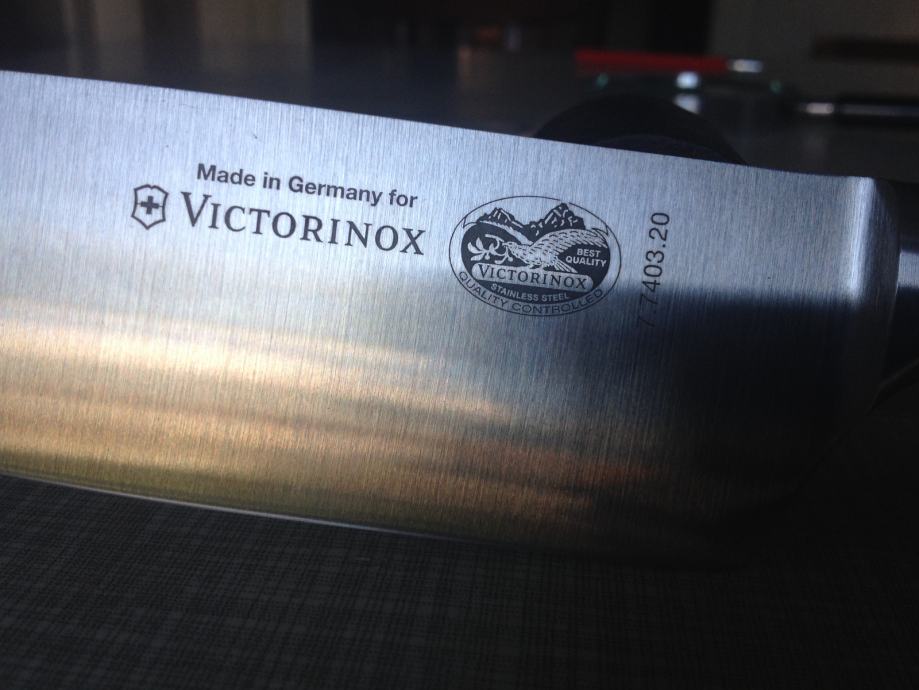 Made in Germany for
VICTORINOX
BEST
QUALITY
VICTORINOX
STAINLESS STEEL
QUALITY CONTROLLED
7.7403.20